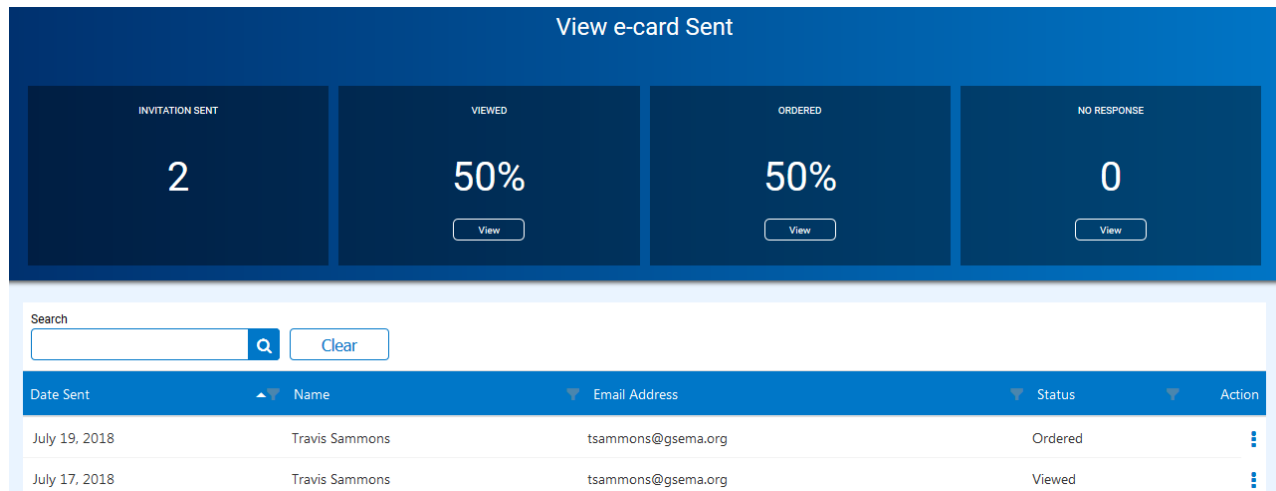 View e-card Sent
INVITATION SENT
2
VIEWED
50%
View
ORDERED
50%
View
NO RESPONSE
0
View
Search
Clear
Date Sent Name Email Address Status Action
July 19, 2018 Travis Sammons tsammons@gsema.org Ordered
July 17, 2018 Travis Sammons tsammons@gsema.org Viewed